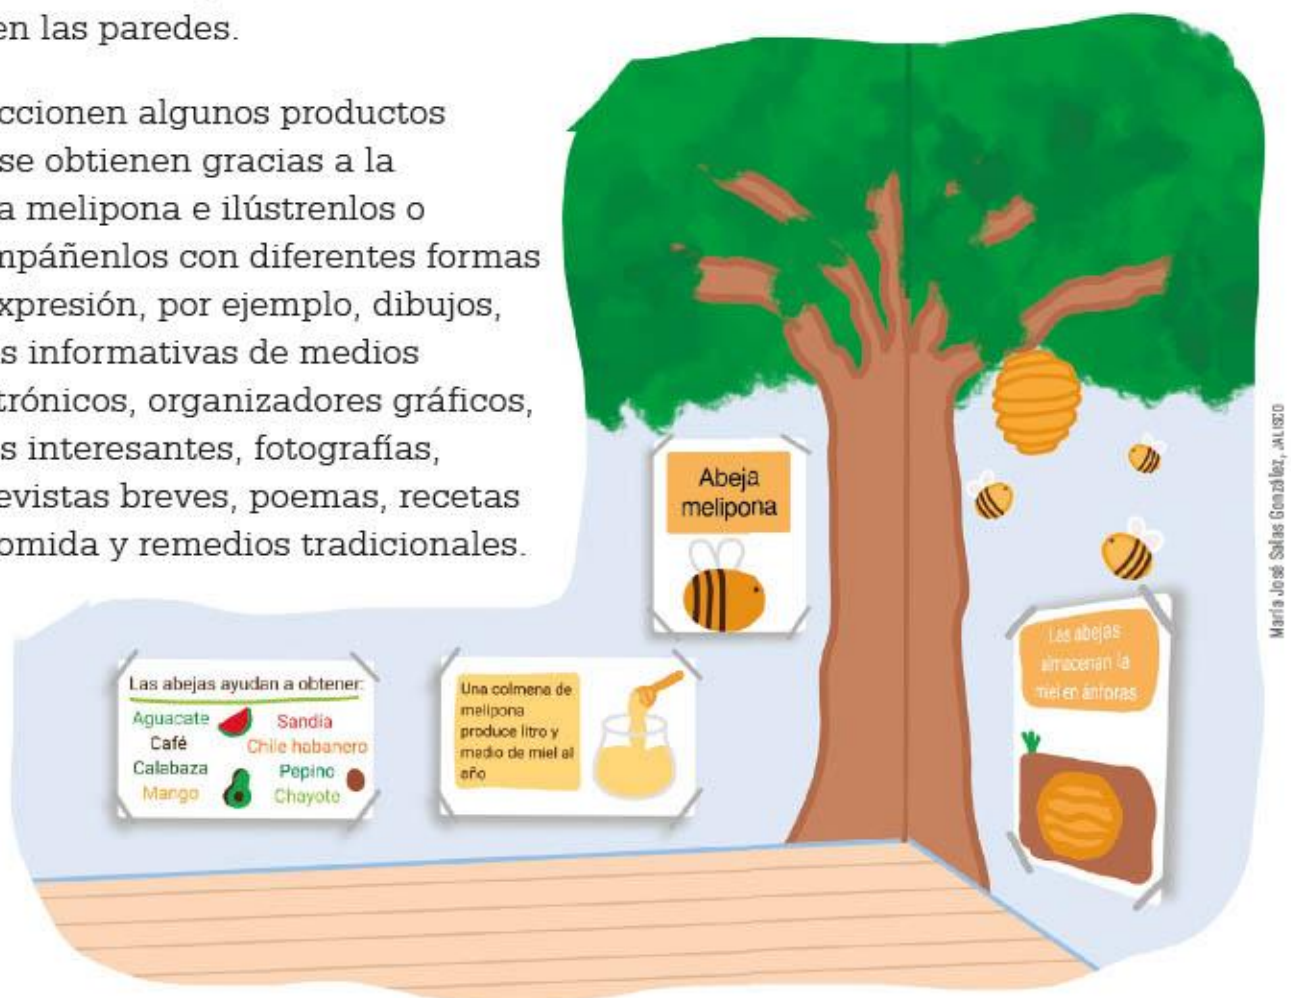 en las paredes.
ccionen algunos productos
se obtienen gracias a la
a melipona e ilústrenlos o
mpáñenlos con diferentes formas
expresión, por ejemplo, dibujos,
s informativas de medios
trónicos, organizadores gráficos,
s interesantes, fotografías,
evistas breves, poemas, recetas
omida y remedios tradicionales.
Abeja
melipona
Las abejas ayudan a obtener:
Aguacate
Café
Calabaza
Mango
Sandía
Chile habanero
Pepino
Chayote
Una colmena de
melipona
produce litro y
medio de miel al
año
Las abejas
almacenan la
miel en ánforas
María José Salas González, JALISCO